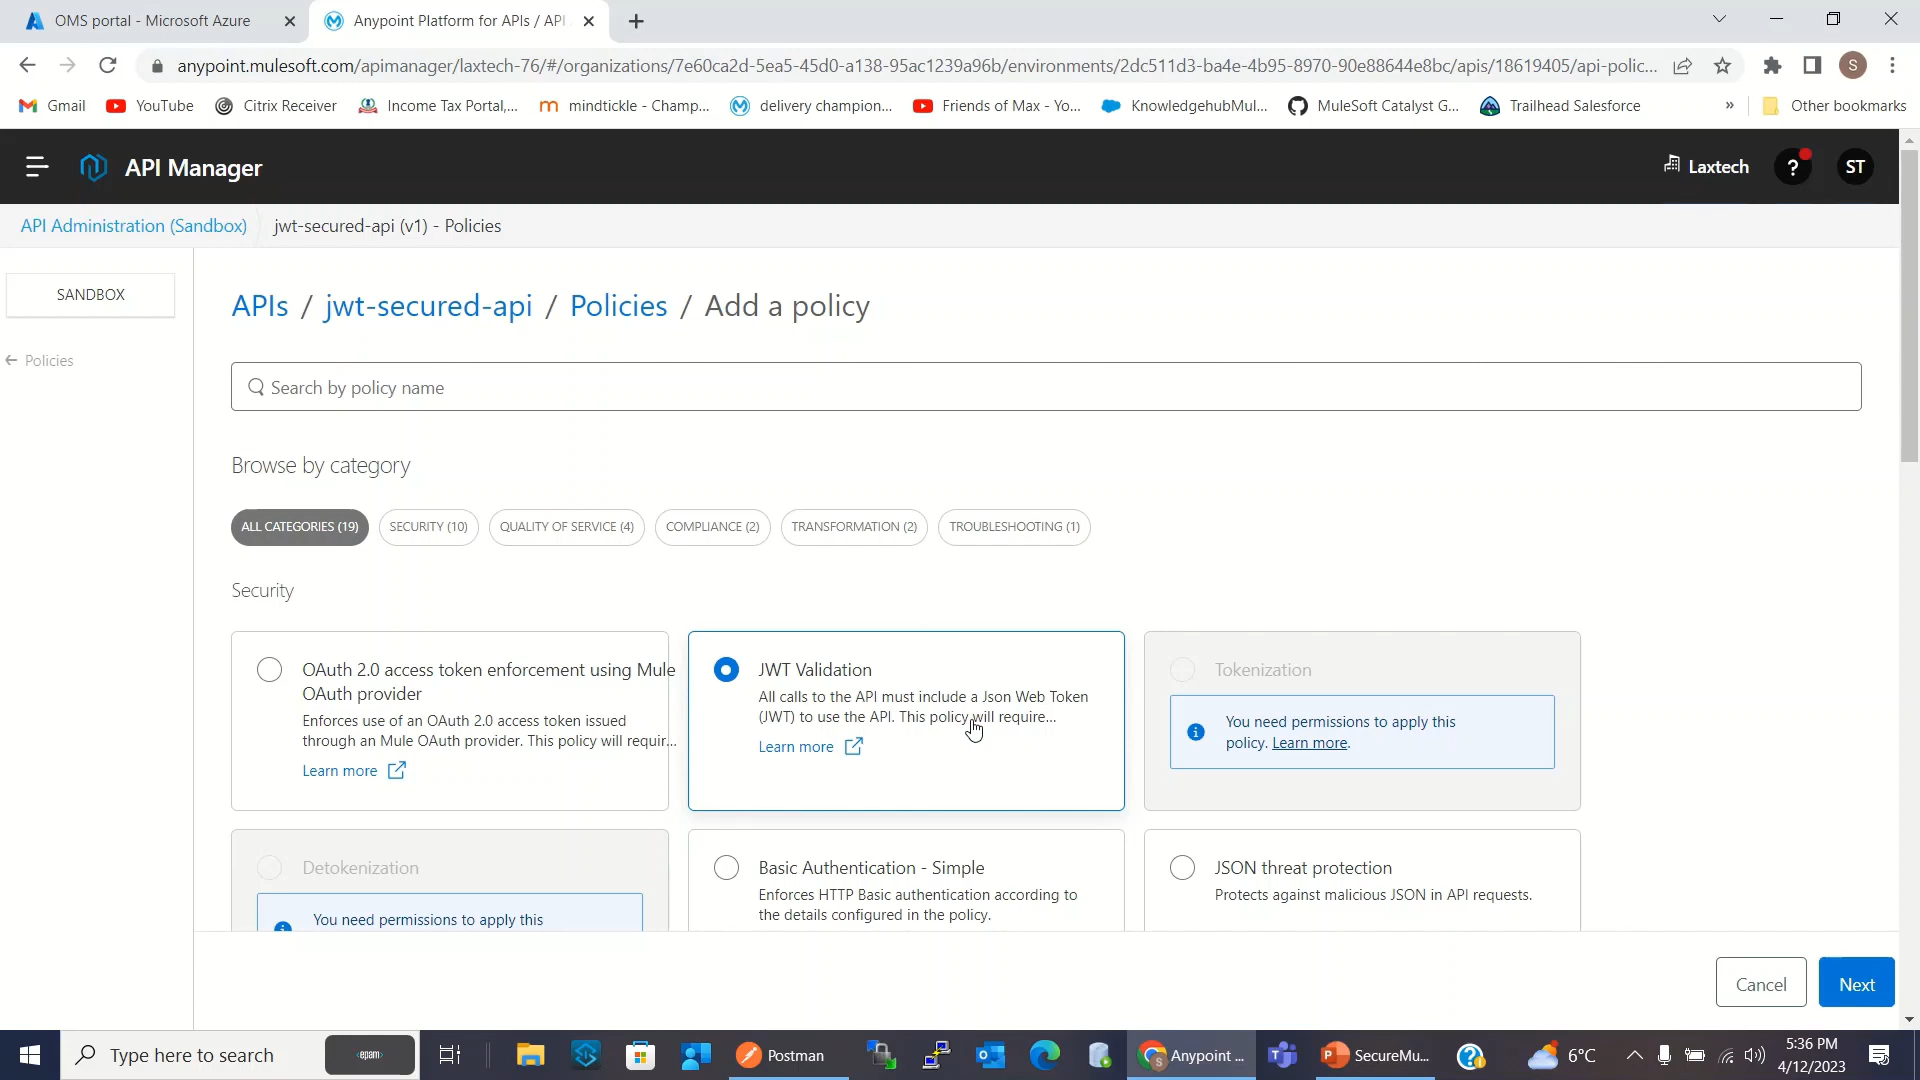 OMS portal - Microsoft Azure
Anypoint Platform for APIs / API
anypoint.mulesoft.com/apimanager/laxtech-76/#/organizations/7e60ca2d-5ea5-45d0-a138-95ac1239a96b/environments/2dc511d3-ba4e-4b95-8970-90e88644e8bc/apis/18619405/api-polic...
S
Gmail
YouTube
Citrix Receiver
Income Tax Portal,...
mindtickle - Champ...
delivery champion...
Friends of Max - Yo...
KnowledgehubMul...
MuleSoft Catalyst G...
Trailhead Salesforce
»
Other bookmarks
API Manager
Laxtech
?
ST
API Administration (Sandbox)
jwt-secured-api (v1) - Policies
SANDBOX
Policies
APIs / jwt-secured-api / Policies / Add a policy
Search by policy name
Browse by category
ALL CATEGORIES (19)
SECURITY (10)
QUALITY OF SERVICE (4)
COMPLIANCE (2)
TRANSFORMATION (2)
TROUBLESHOOTING (1)
Security
OAuth 2.0 access token enforcement using Mule
OAuth provider
Enforces use of an OAuth 2.0 access token issued
through an Mule OAuth provider. This policy will requir...
Learn more
JWT Validation
All calls to the API must include a Json Web Token
(JWT) to use the API. This policy will require...
Learn more
Tokenization
You need permissions to apply this
policy. Learn more.
Detokenization
You need permissions to apply this
Basic Authentication - Simple
Enforces HTTP Basic authentication according to
the details configured in the policy.
JSON threat protection
Protects against malicious JSON in API requests.
Cancel
Next
Type here to search
<epam>
Postman
Anypoint ...
SecureMu...
6°C
5:36 PM
4/12/2023